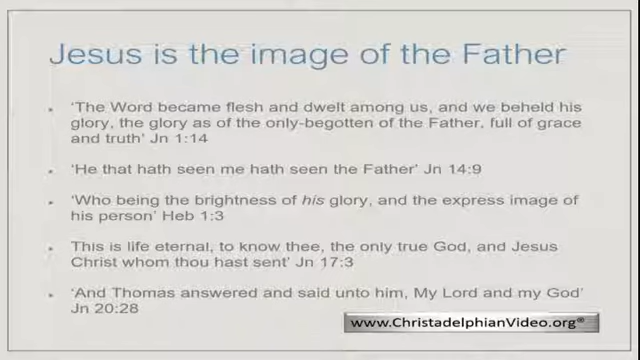 Jesus is the image of the Father
‘The Word became flesh and dwelt among us, and we beheld his
glory, the glory as of the only-begotten of the Father, full of grace
and truth’ Jn 1:14
‘He that hath seen me hath seen the Father’ Jn 14:9
‘Who being the brightness of his glory, and the express image of
his person’ Heb 1:3
This is life eternal, to know thee, the only true God, and Jesus
Christ whom thou hast sent’ Jn 17:3
‘And Thomas answered and said unto him, My Lord and my God’
Jn 20:28
www.ChristadelphianVideo.org®